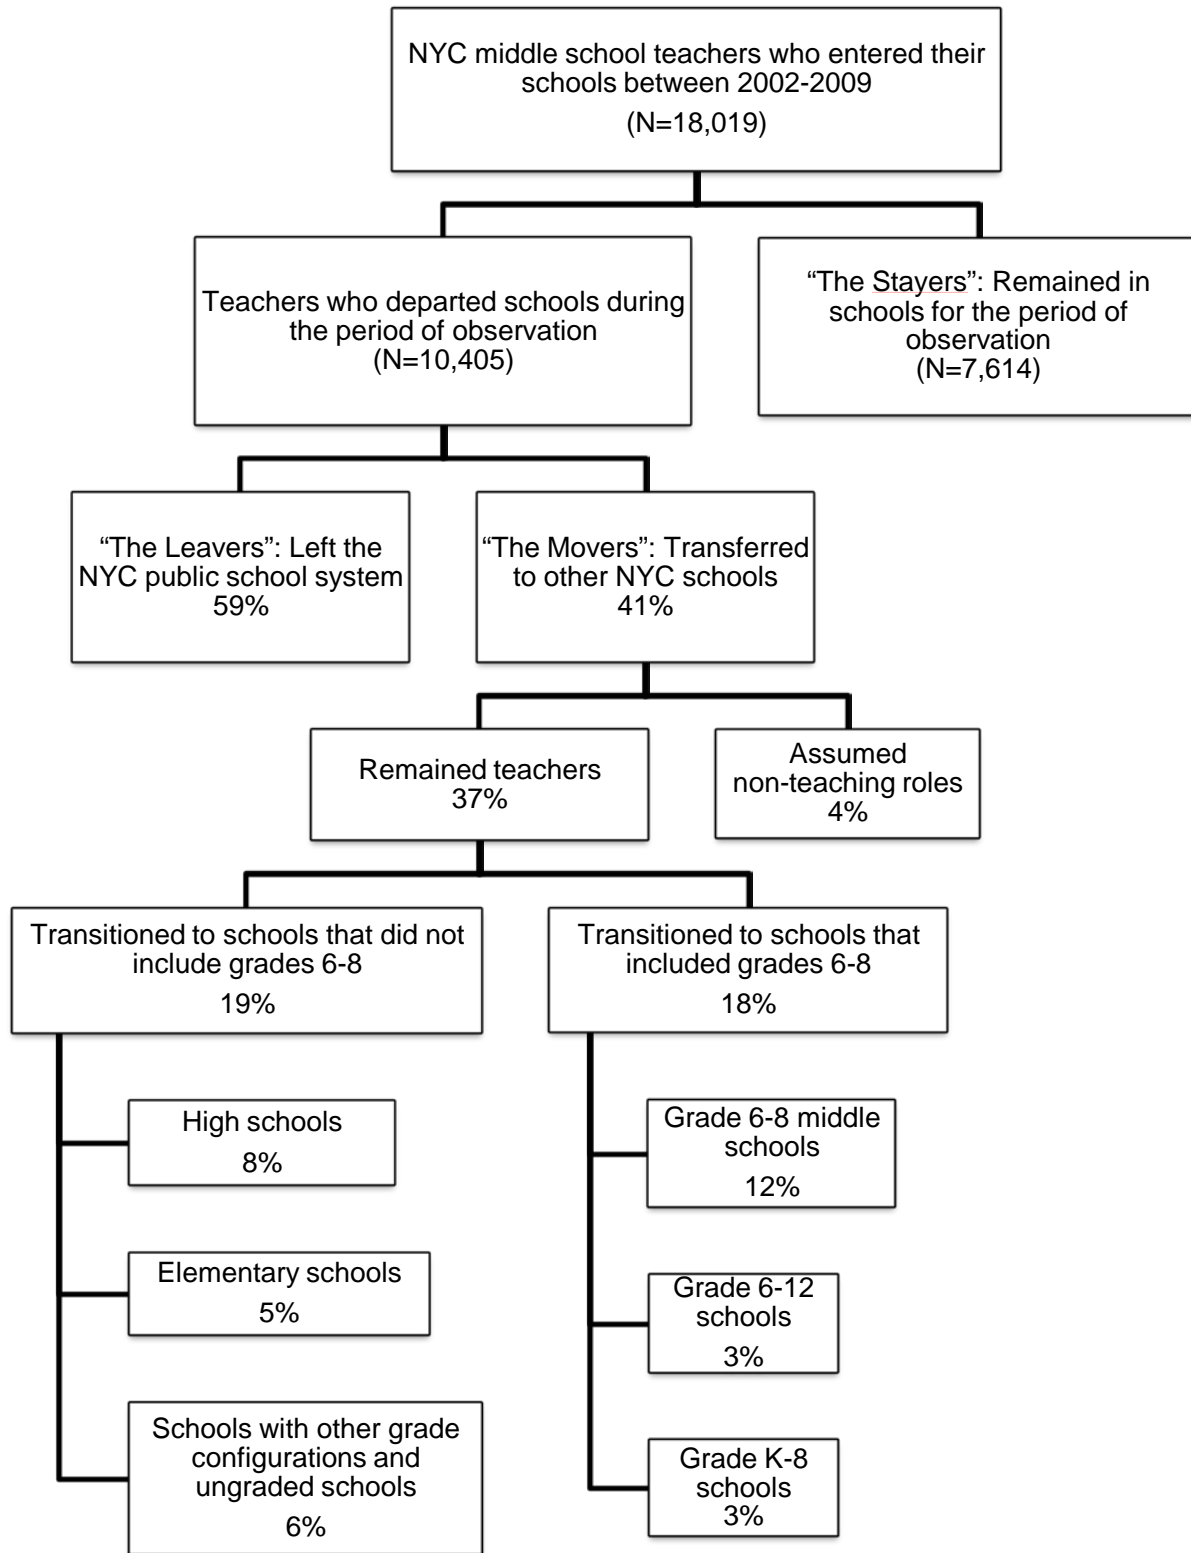 NYC middle school teachers who entered their
schools between 2002-2009
(N=18,019)
Teachers who departed schools during
the period of observation
(N=10,405)
“The Stayers”: Remained in
schools for the period of
observation
(N=7,614)
“The Leavers”: Left the
NYC public school system
59%
“The Movers”: Transferred
to other NYC schools
41%
Remained teachers
37%
Assumed
non-teaching roles
4%
Transitioned to schools that did not
include grades 6-8
19%
Transitioned to schools that
included grades 6-8
18%
High schools
8%
Elementary schools
5%
Schools with other grade
configurations and
ungraded schools
6%
Grade 6-8 middle
schools
12%
Grade 6-12
schools
3%
Grade K-8
schools
3%